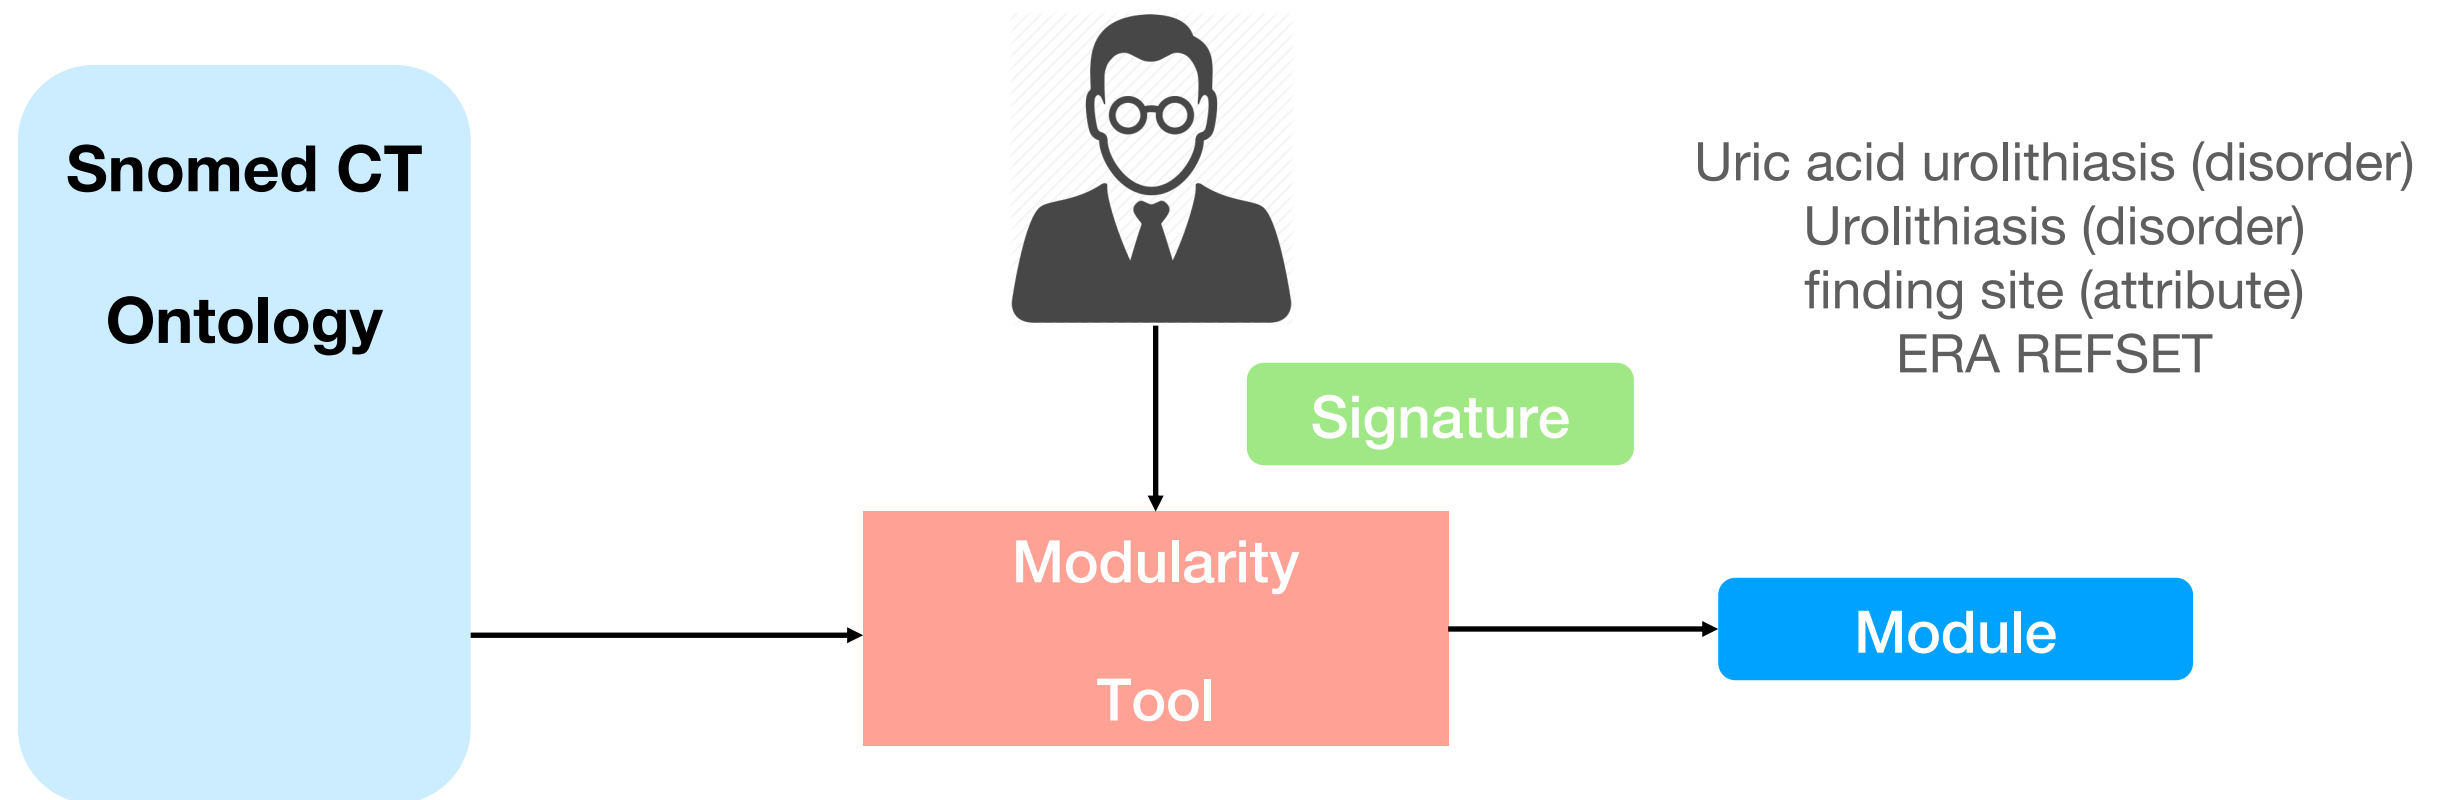 Snomed CT
Ontology
Uric acid urolithiasis (disorder)
Urolithiasis (disorder)
finding site (attribute)
ERA REFSET
Signature
Modularity
Tool
Module